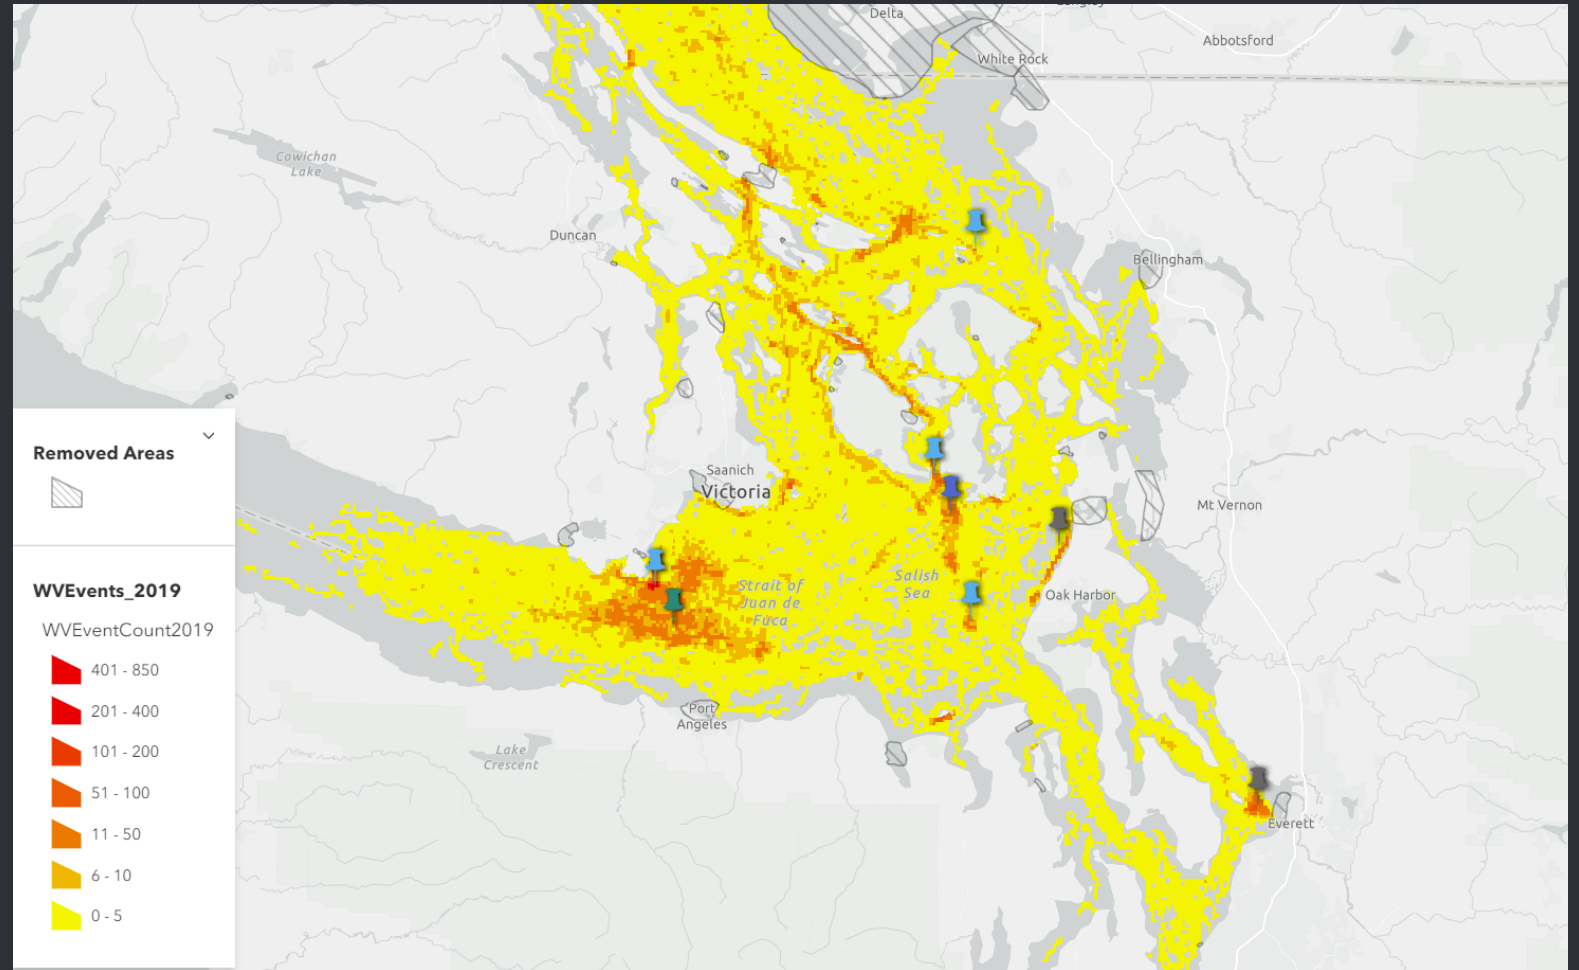 Delta
Langley
Abbotsford
White Rock
Cowichan
Lake
Duncan
Bellingham
Removed Areas
Saanich
Victoria
Mt Vernon
Strait of
Juan de
Fuca
Salish
Sea
Oak Harbor
WVEvents_2019
WVEventCount2019
401 - 850
201 - 400
101 - 200
51 - 100
11 - 50
6 - 10
0 - 5
Port
Angeles
Lake
Crescent
Everett